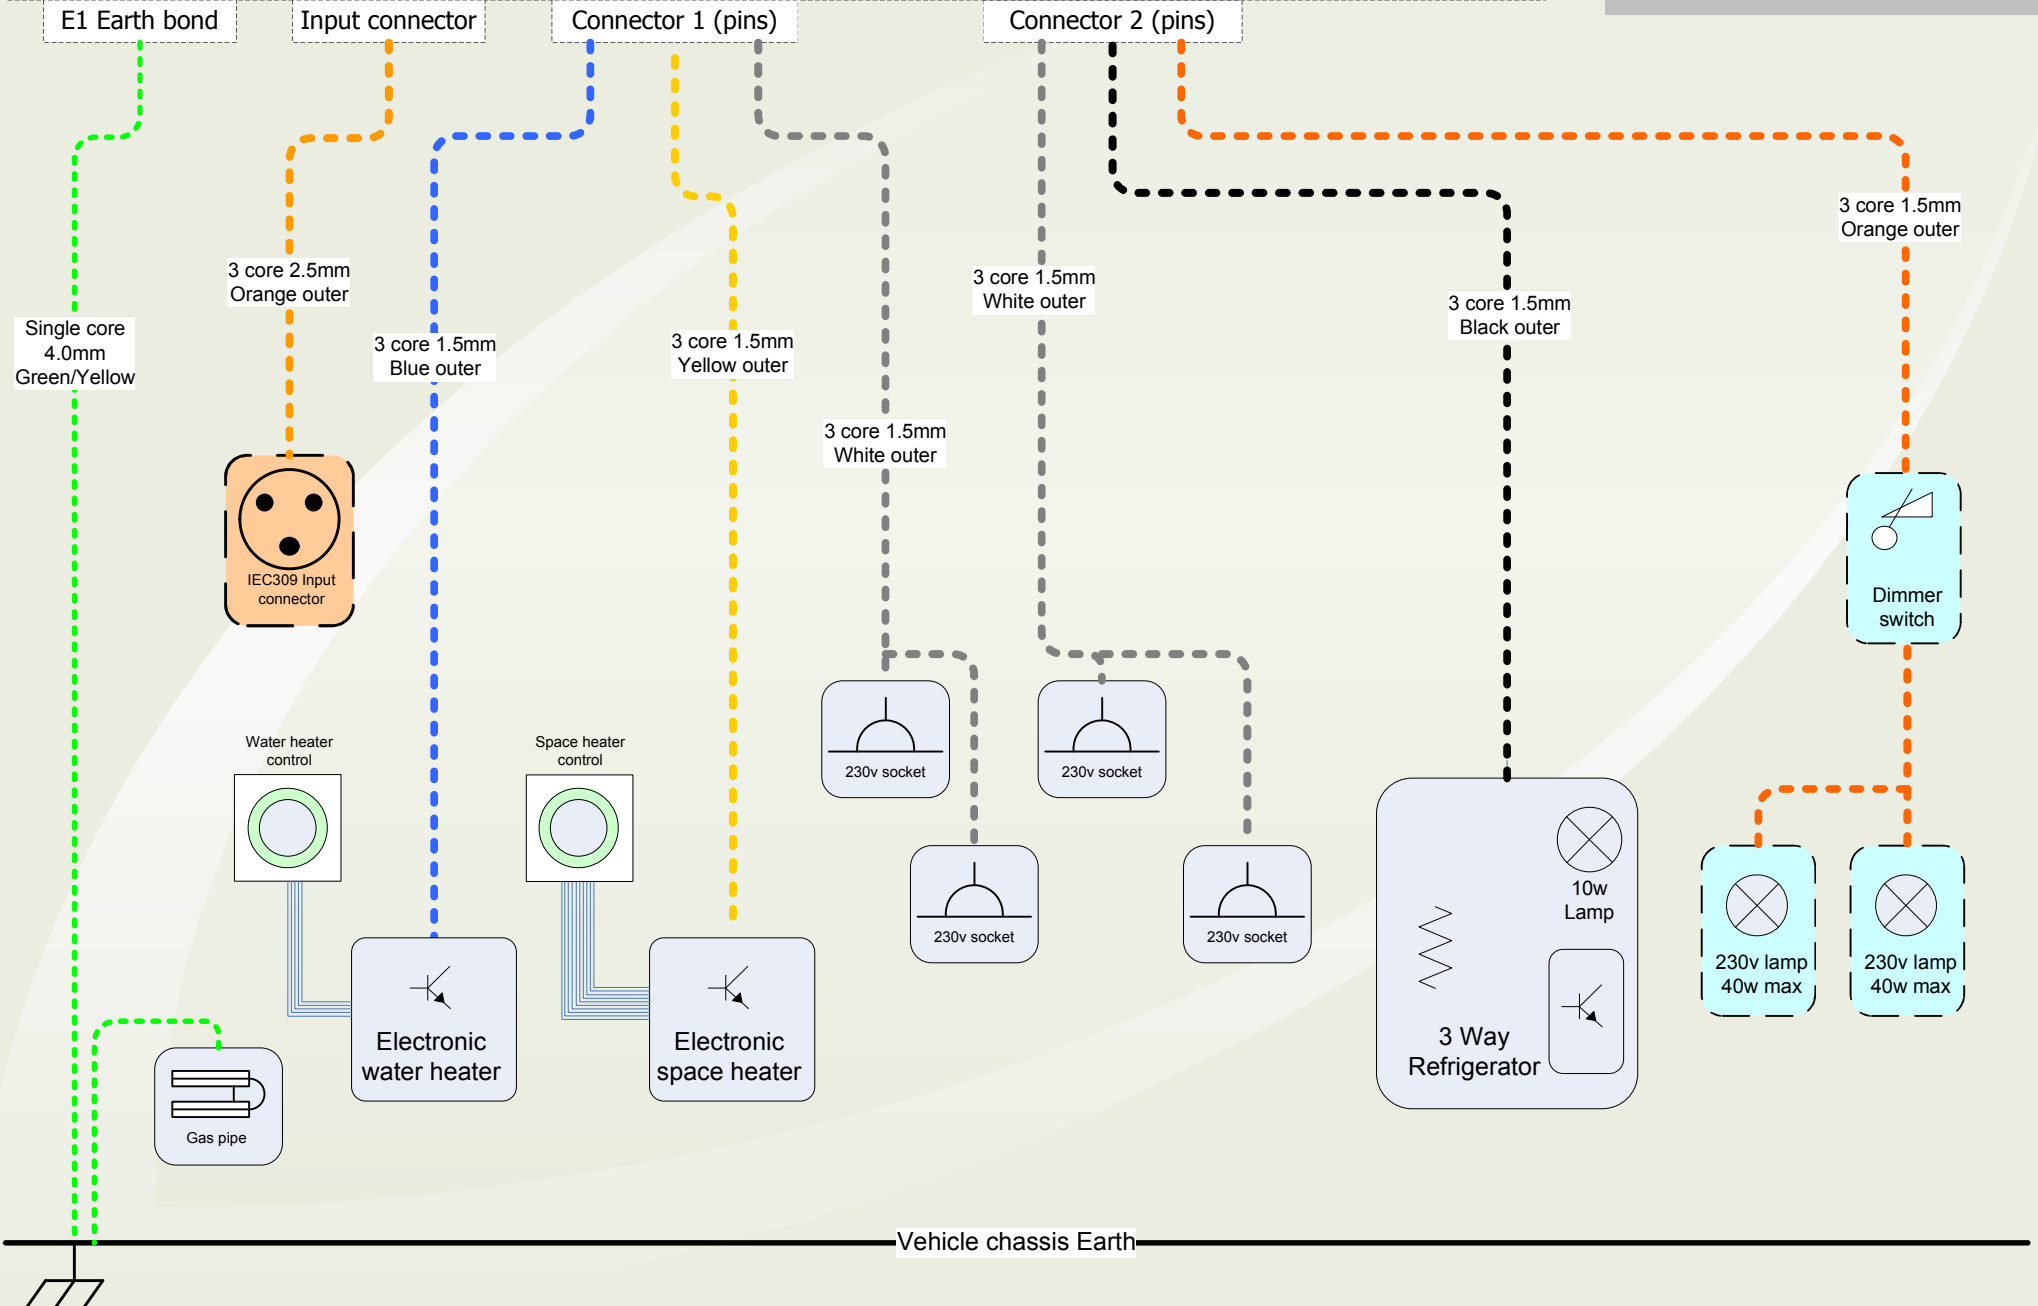 E1 Earth bond
Input connector
Connector 1 (pins)
Connector 2 (pins)
3 core 1.5mm
Orange outer
3 core 2.5mm
Orange outer
3 core 1.5mm
White outer
3 core 1.5mm
Black outer
Single core
4.0mm
Green/Yellow
3 core 1.5mm
Blue outer
3 core 1.5mm
Yellow outer
3 core 1.5mm
White outer
IEC309 Input
connector
Dimmer
switch
Water heater
control
Space heater
control
230v socket
230v socket
230v socket
230v socket
10w
Lamp
230v lamp
40w max
230v lamp
40w max
Electronic
water heater
Electronic
space heater
3 Way
Refrigerator
Gas pipe
Vehicle chassis Earth